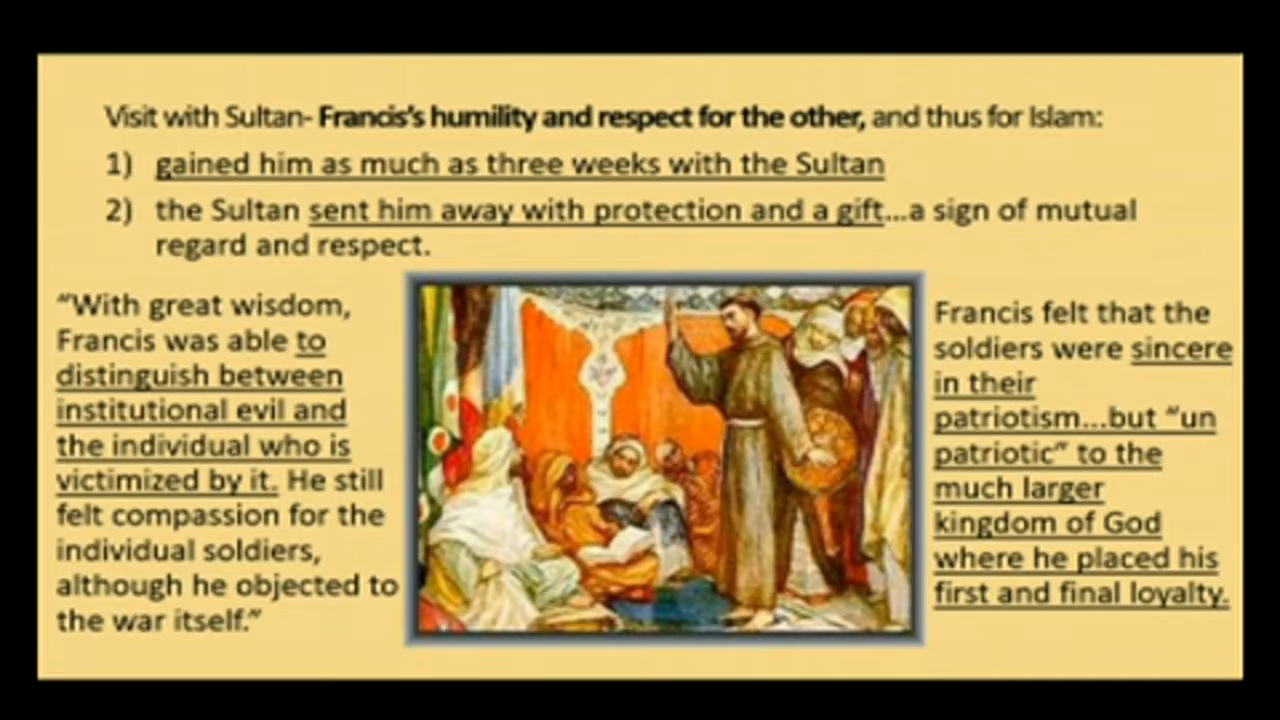 Visit with Sultan- Francis's humility and respect for the other, and thus for Islam:
1) gained him as much as three weeks with the Sultan
2) the Sultan sent him away with protection and a gift...a sign of mutual
regard and respect.
“With great wisdom,
Francis was able to
distinguish between
institutional evil and
the individual who is
victimized by it. He still
felt compassion for the
individual soldiers,
although he objected to
the war itself.”
Francis felt that the
soldiers were sincere
in their
patriotism...but “un
patriotic” to the
much larger
kingdom of God
where he placed his
first and final loyalty.